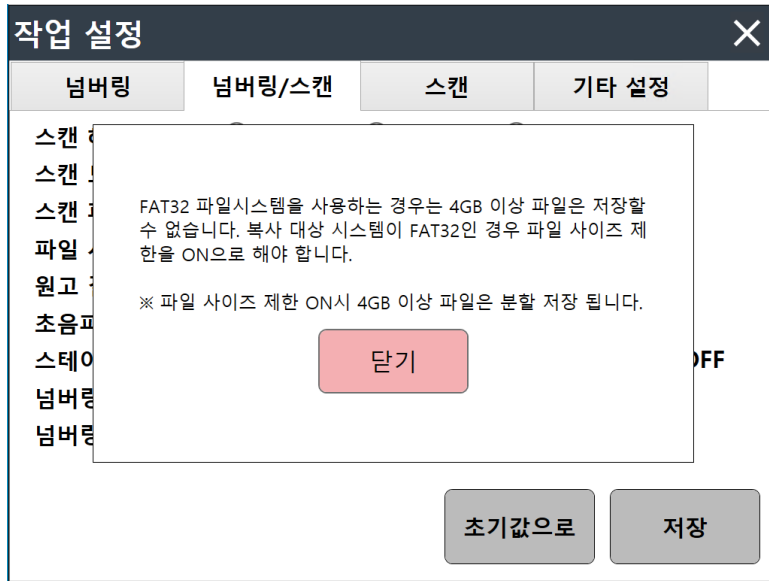 작업 설정
넘버링
넘버링/스캔
스캔
기타 설정
스캔
스캔
스캔
파일
원고
초음파
스테이
넘버링
넘버링
FAT32 파일시스템을 사용하는 경우는 4GB 이상 파일은 저장할
수 없습니다. 복사 대상 시스템이 FAT32인 경우 파일 사이즈 제
한을 ON으로 해야 합니다.
※ 파일 사이즈 제한 ON시 4GB 이상 파일은 분할 저장 됩니다.
닫기
초기값으로
저장